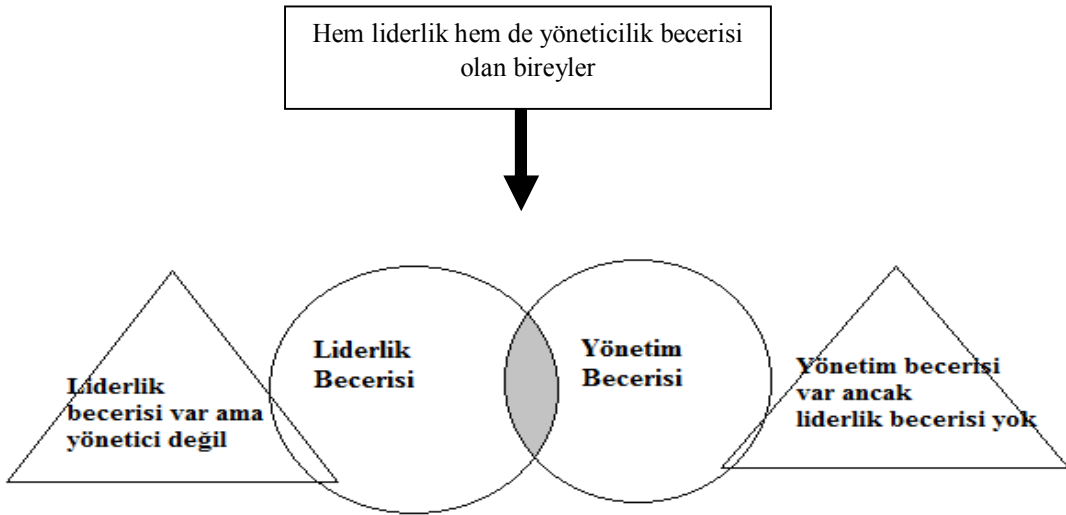 Hem liderlik hem de yöneticilik becerisi
olan bireyler
Liderlik
Becerisi
Yönetim
Becerisi
Liderlik
becerisi var ama
yönetici değil
Yönetim becerisi
var ancak
liderlik becerisi yok